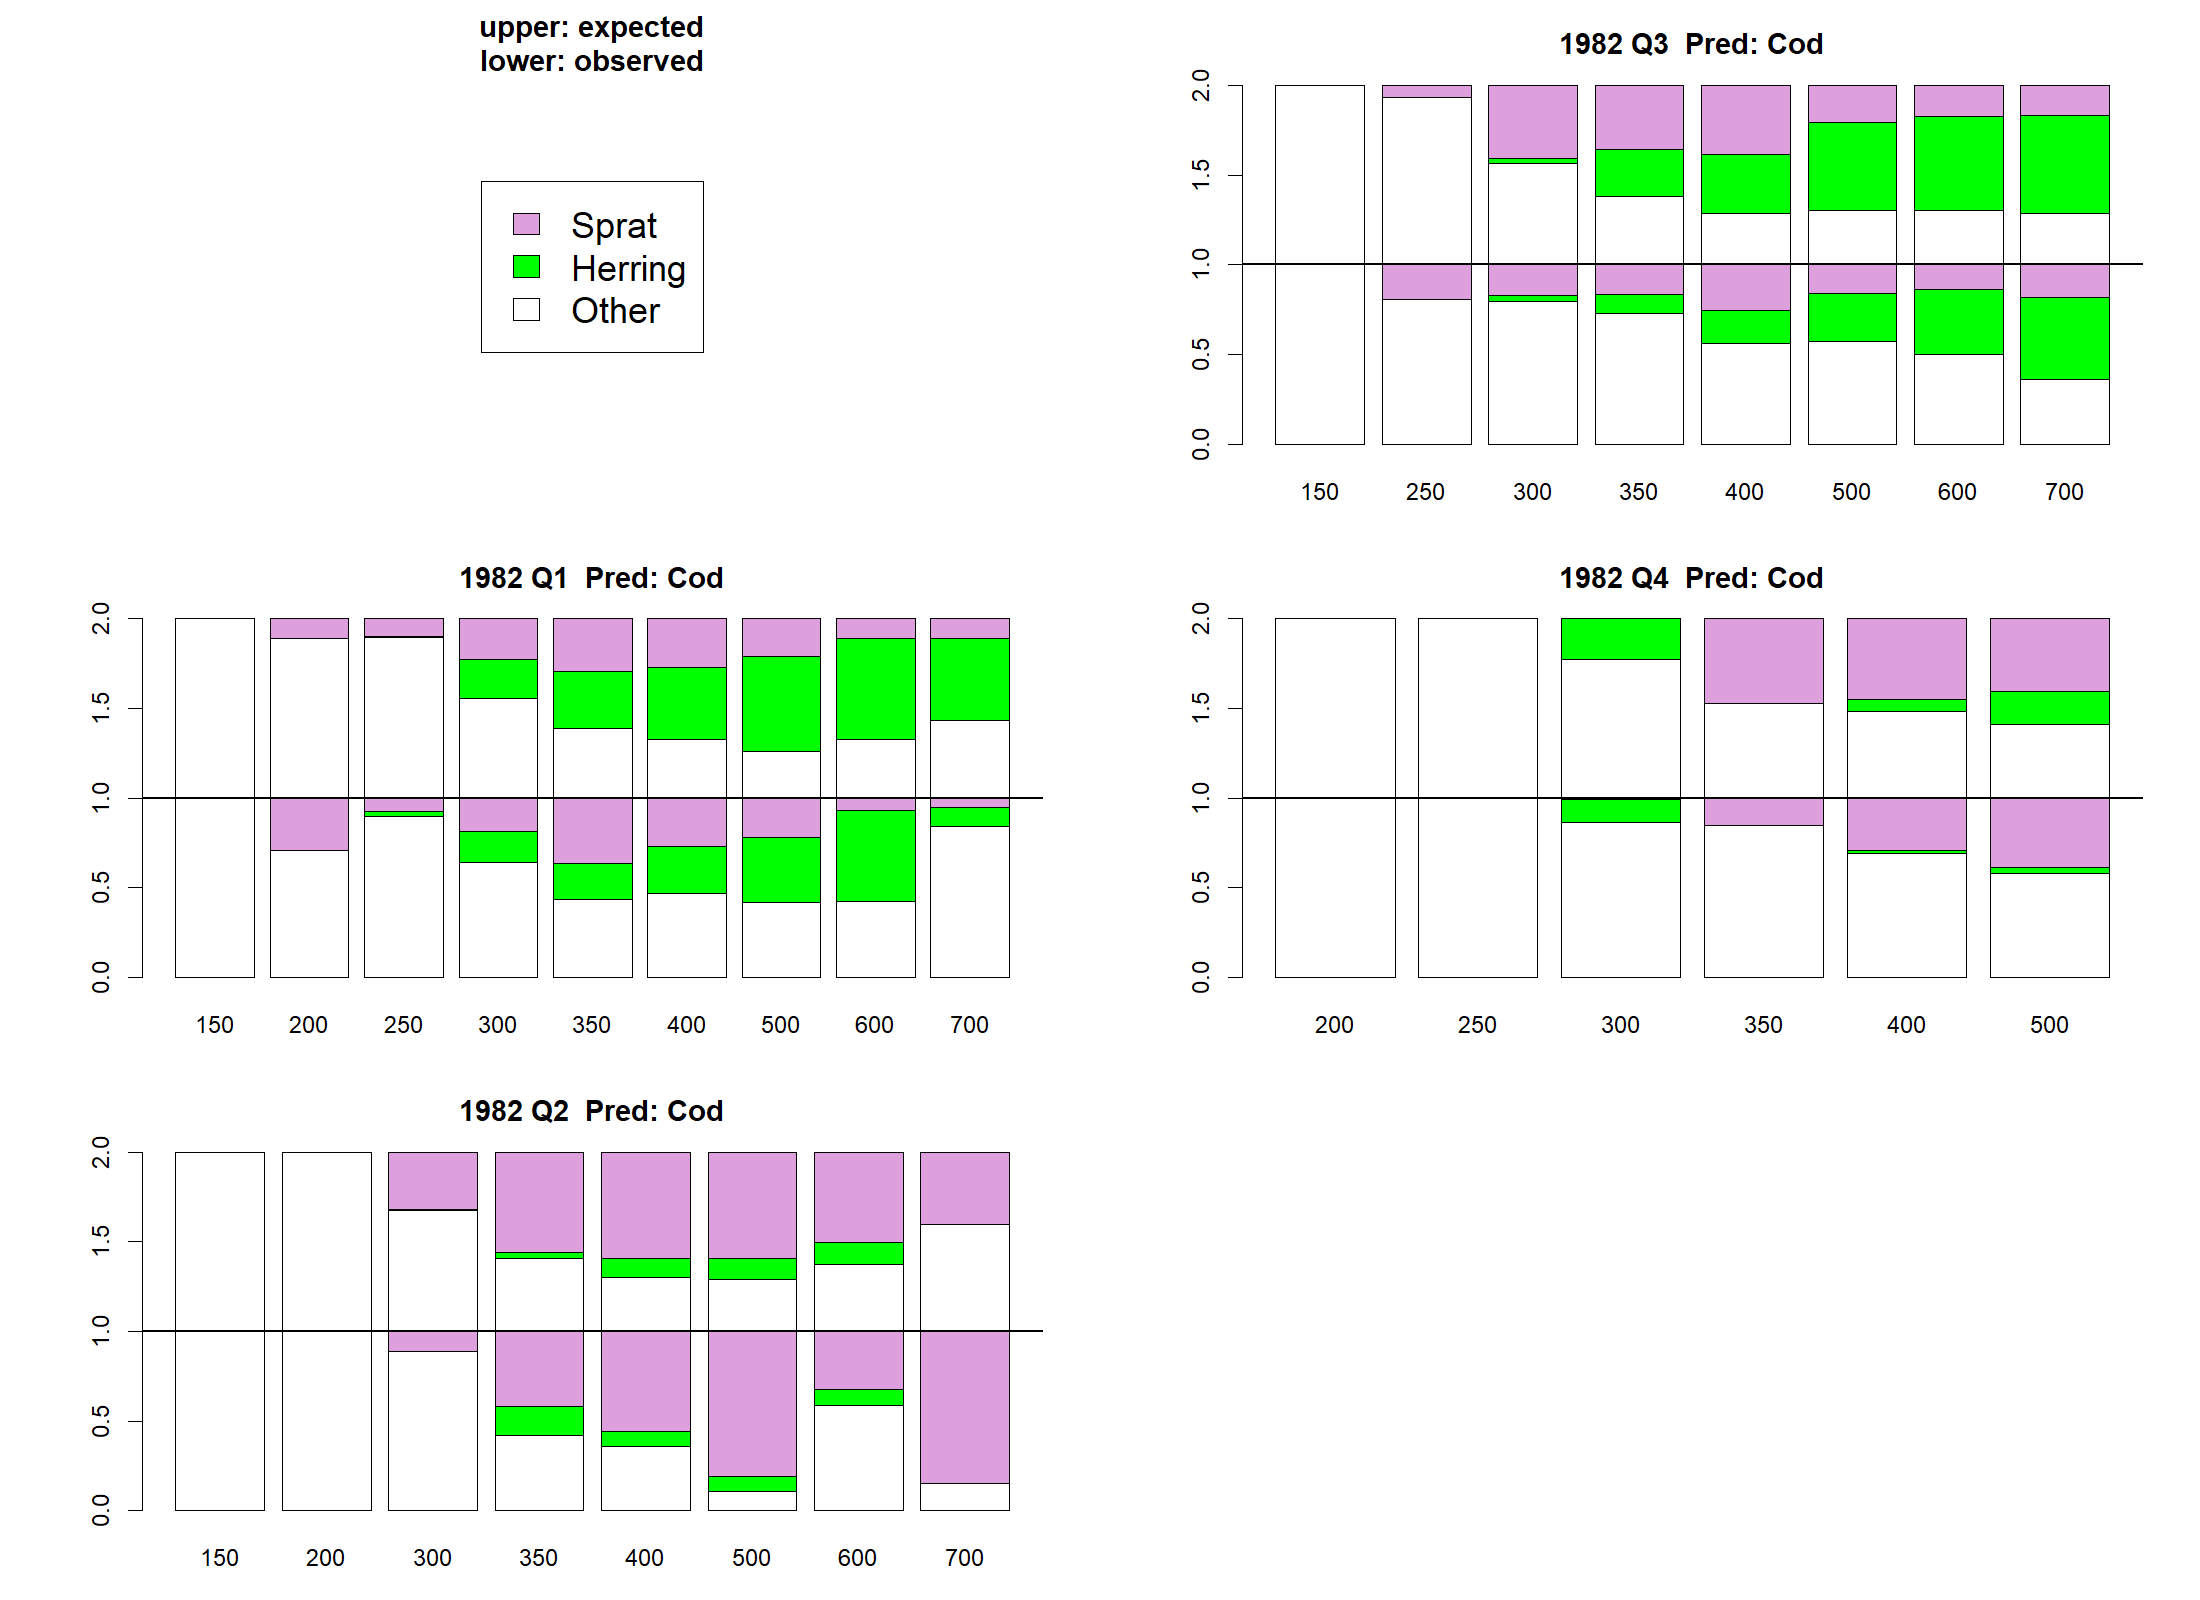 upper: expected
lower: observed
Sprat
Herring
Other
1982 Q3  Pred: Cod
2.0
1.5
1.0
0.5
0.0
150 250 300 350 400 500 600 700
1982 Q1  Pred: Cod
2.0
1.5
1.0
0.5
0.0
150 200 250 300 350 400 500 600 700
1982 Q4  Pred: Cod
2.0
1.5
1.0
0.5
0.0
200 250 300 350 400 500
1982 Q2  Pred: Cod
2.0
1.5
1.0
0.5
0.0
150 200 300 350 400 500 600 700